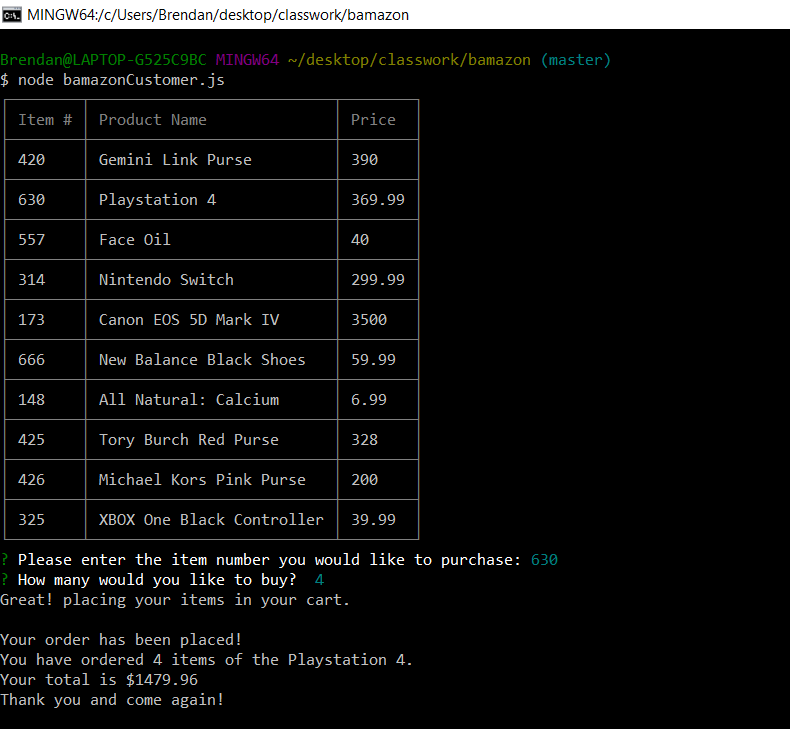 MINGW64:/c/Users/Brendan/desktop/classwork/bamazon
Brendan@LAPTOP-G525C9BC MINGW64 ~/desktop/classwork/bamazon (master)
$ node bamazonCustomer.js
Item # Product Name Price
420 Gemini Link Purse 390
630 Playstation 4 369.99
557 Face Oil 40
314 Nintendo Switch 299.99
173 Canon EOS 5D Mark IV 3500
666 New Balance Black Shoes 59.99
148 All Natural: Calcium 6.99
425 Tory Burch Red Purse 328
426 Michael Kors Pink Purse 200
325 XBOX One Black Controller 39.99
? Please enter the item number you would like to purchase: 630
? How many would you like to buy? 4
Great! placing your items in your cart.
Your order has been placed!
You have ordered 4 items of the Playstation 4.
Your total is $1479.96
Thank you and come again!